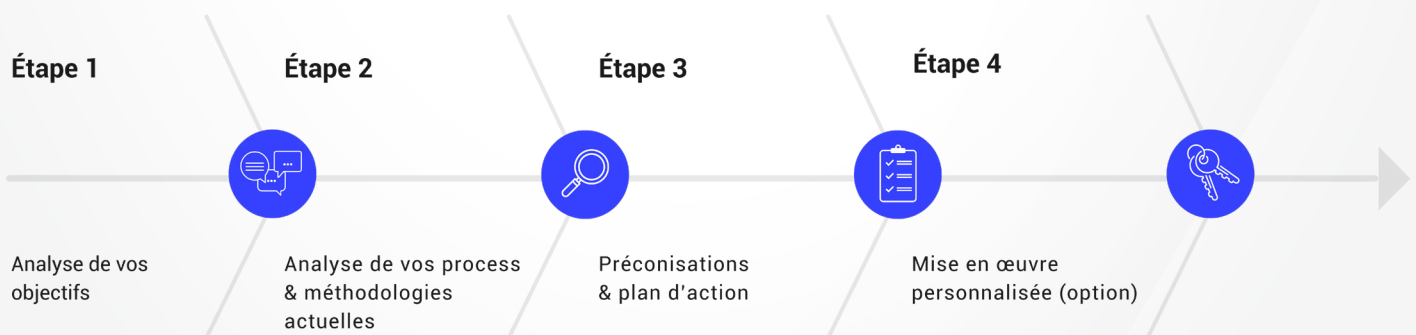 Étape 1
Analyse de vos
objectifs
Étape 2
Analyse de vos process
& méthodologies
actuelles
Étape 3
Préconisations
& plan d'action
Étape 4
Mise en œuvre
personnalisée (option)